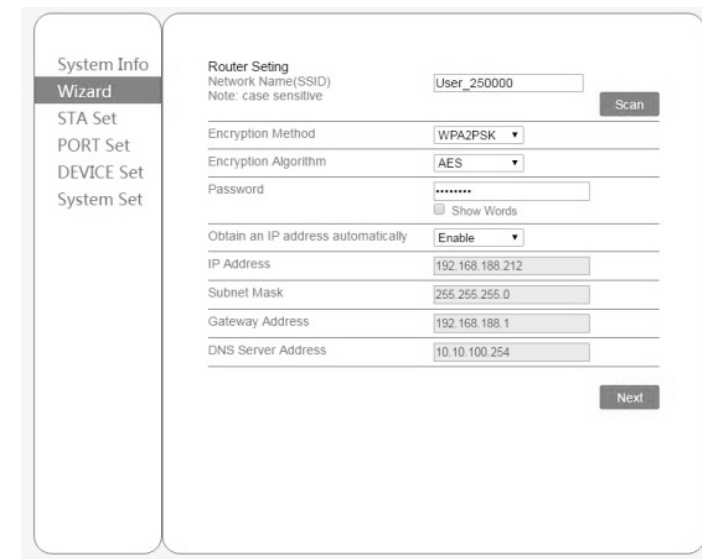 System Info
Wizard
STA Set
PORT Set
DEVICE Set
System Set
Router Seting
Network Name(SSID)
Note: case sensitive
User_250000
Scan
Encryption Method
WPA2PSK
Encryption Algorithm
AES
Password
••••••••
Show Words
Obtain an IP address automatically
Enable
IP Address
192.168.188.212
Subnet Mask
255.255.255.0
Gateway Address
192.168.188.1
DNS Server Address
10.10.100.254
Next